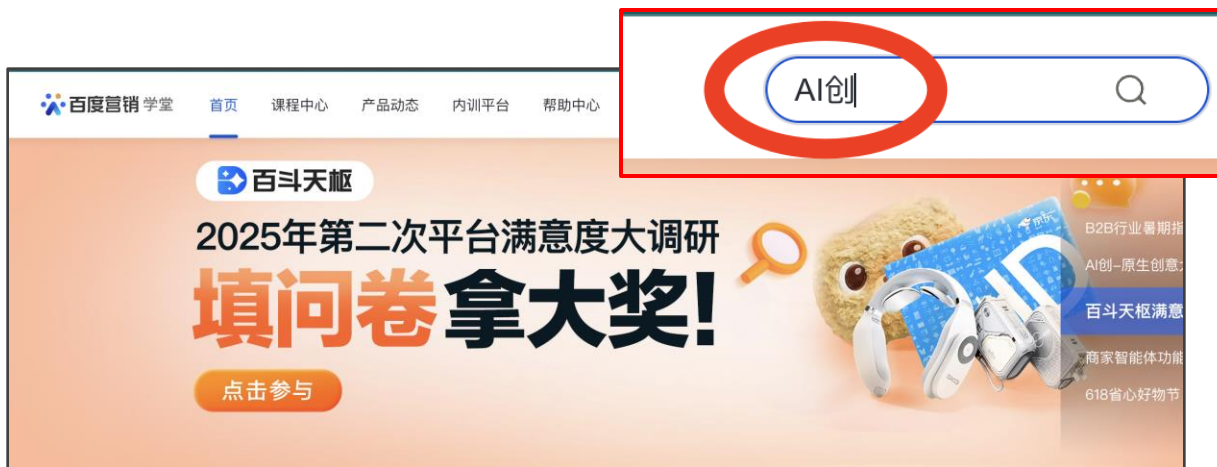 百度营销 学堂
首页
课程中心
产品动态
内训平台
帮助中心
AI创
百斗天枢
2025年第二次平台满意度大调研
填问卷拿大奖!
点击参与
B2B行业暑期指
AI创-原生创意
百斗天枢满意
商家智能体功能
618省心好物节